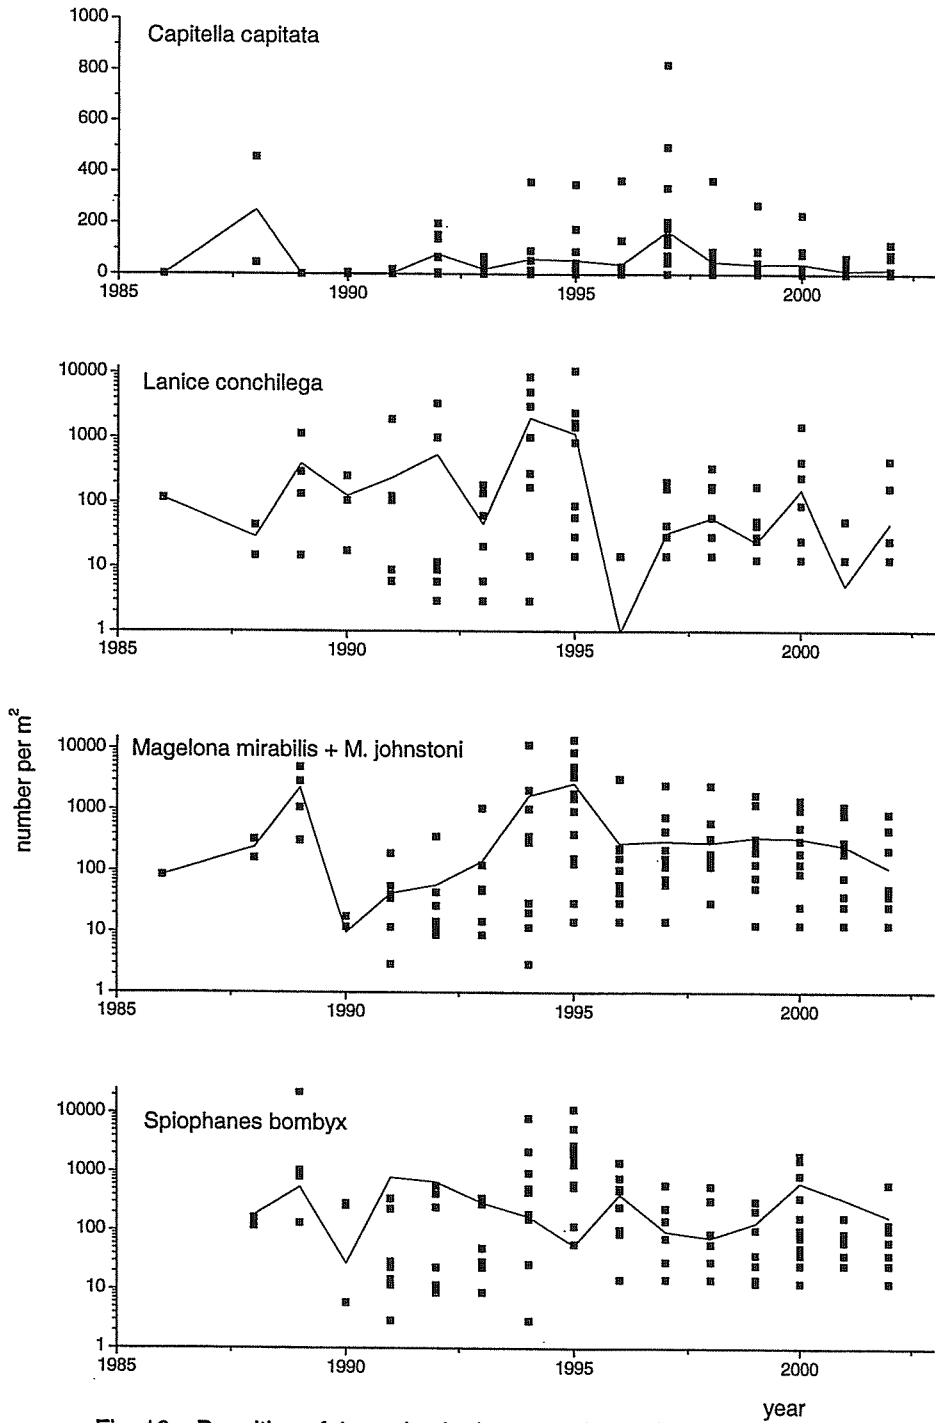 Capitella capitata
1000
800
600
400
200
0
1985 1990 1995 2000
Lanice conchilega
10000
1000
100
10
1
1985 1990 1995 2000
number per m²
Magelona mirabilis + M. johnstoni
10000
1000
100
10
1
1985 1990 1995 2000
Spiophanes bombyx
10000
1000
100
10
1
1985 1990 1995 2000
year